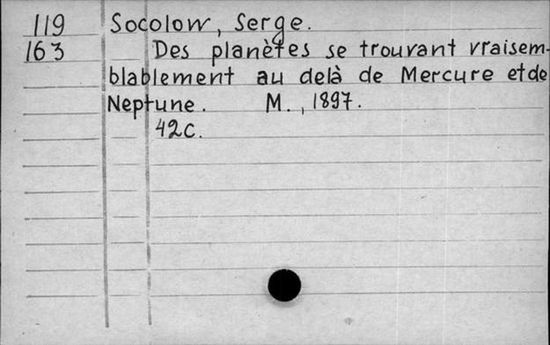 119 Socolow, Serge.
163 Des planètes se trouvant vraisem-
blablement au delà de Mercure et de
Neptune. M., 1897.
42c.